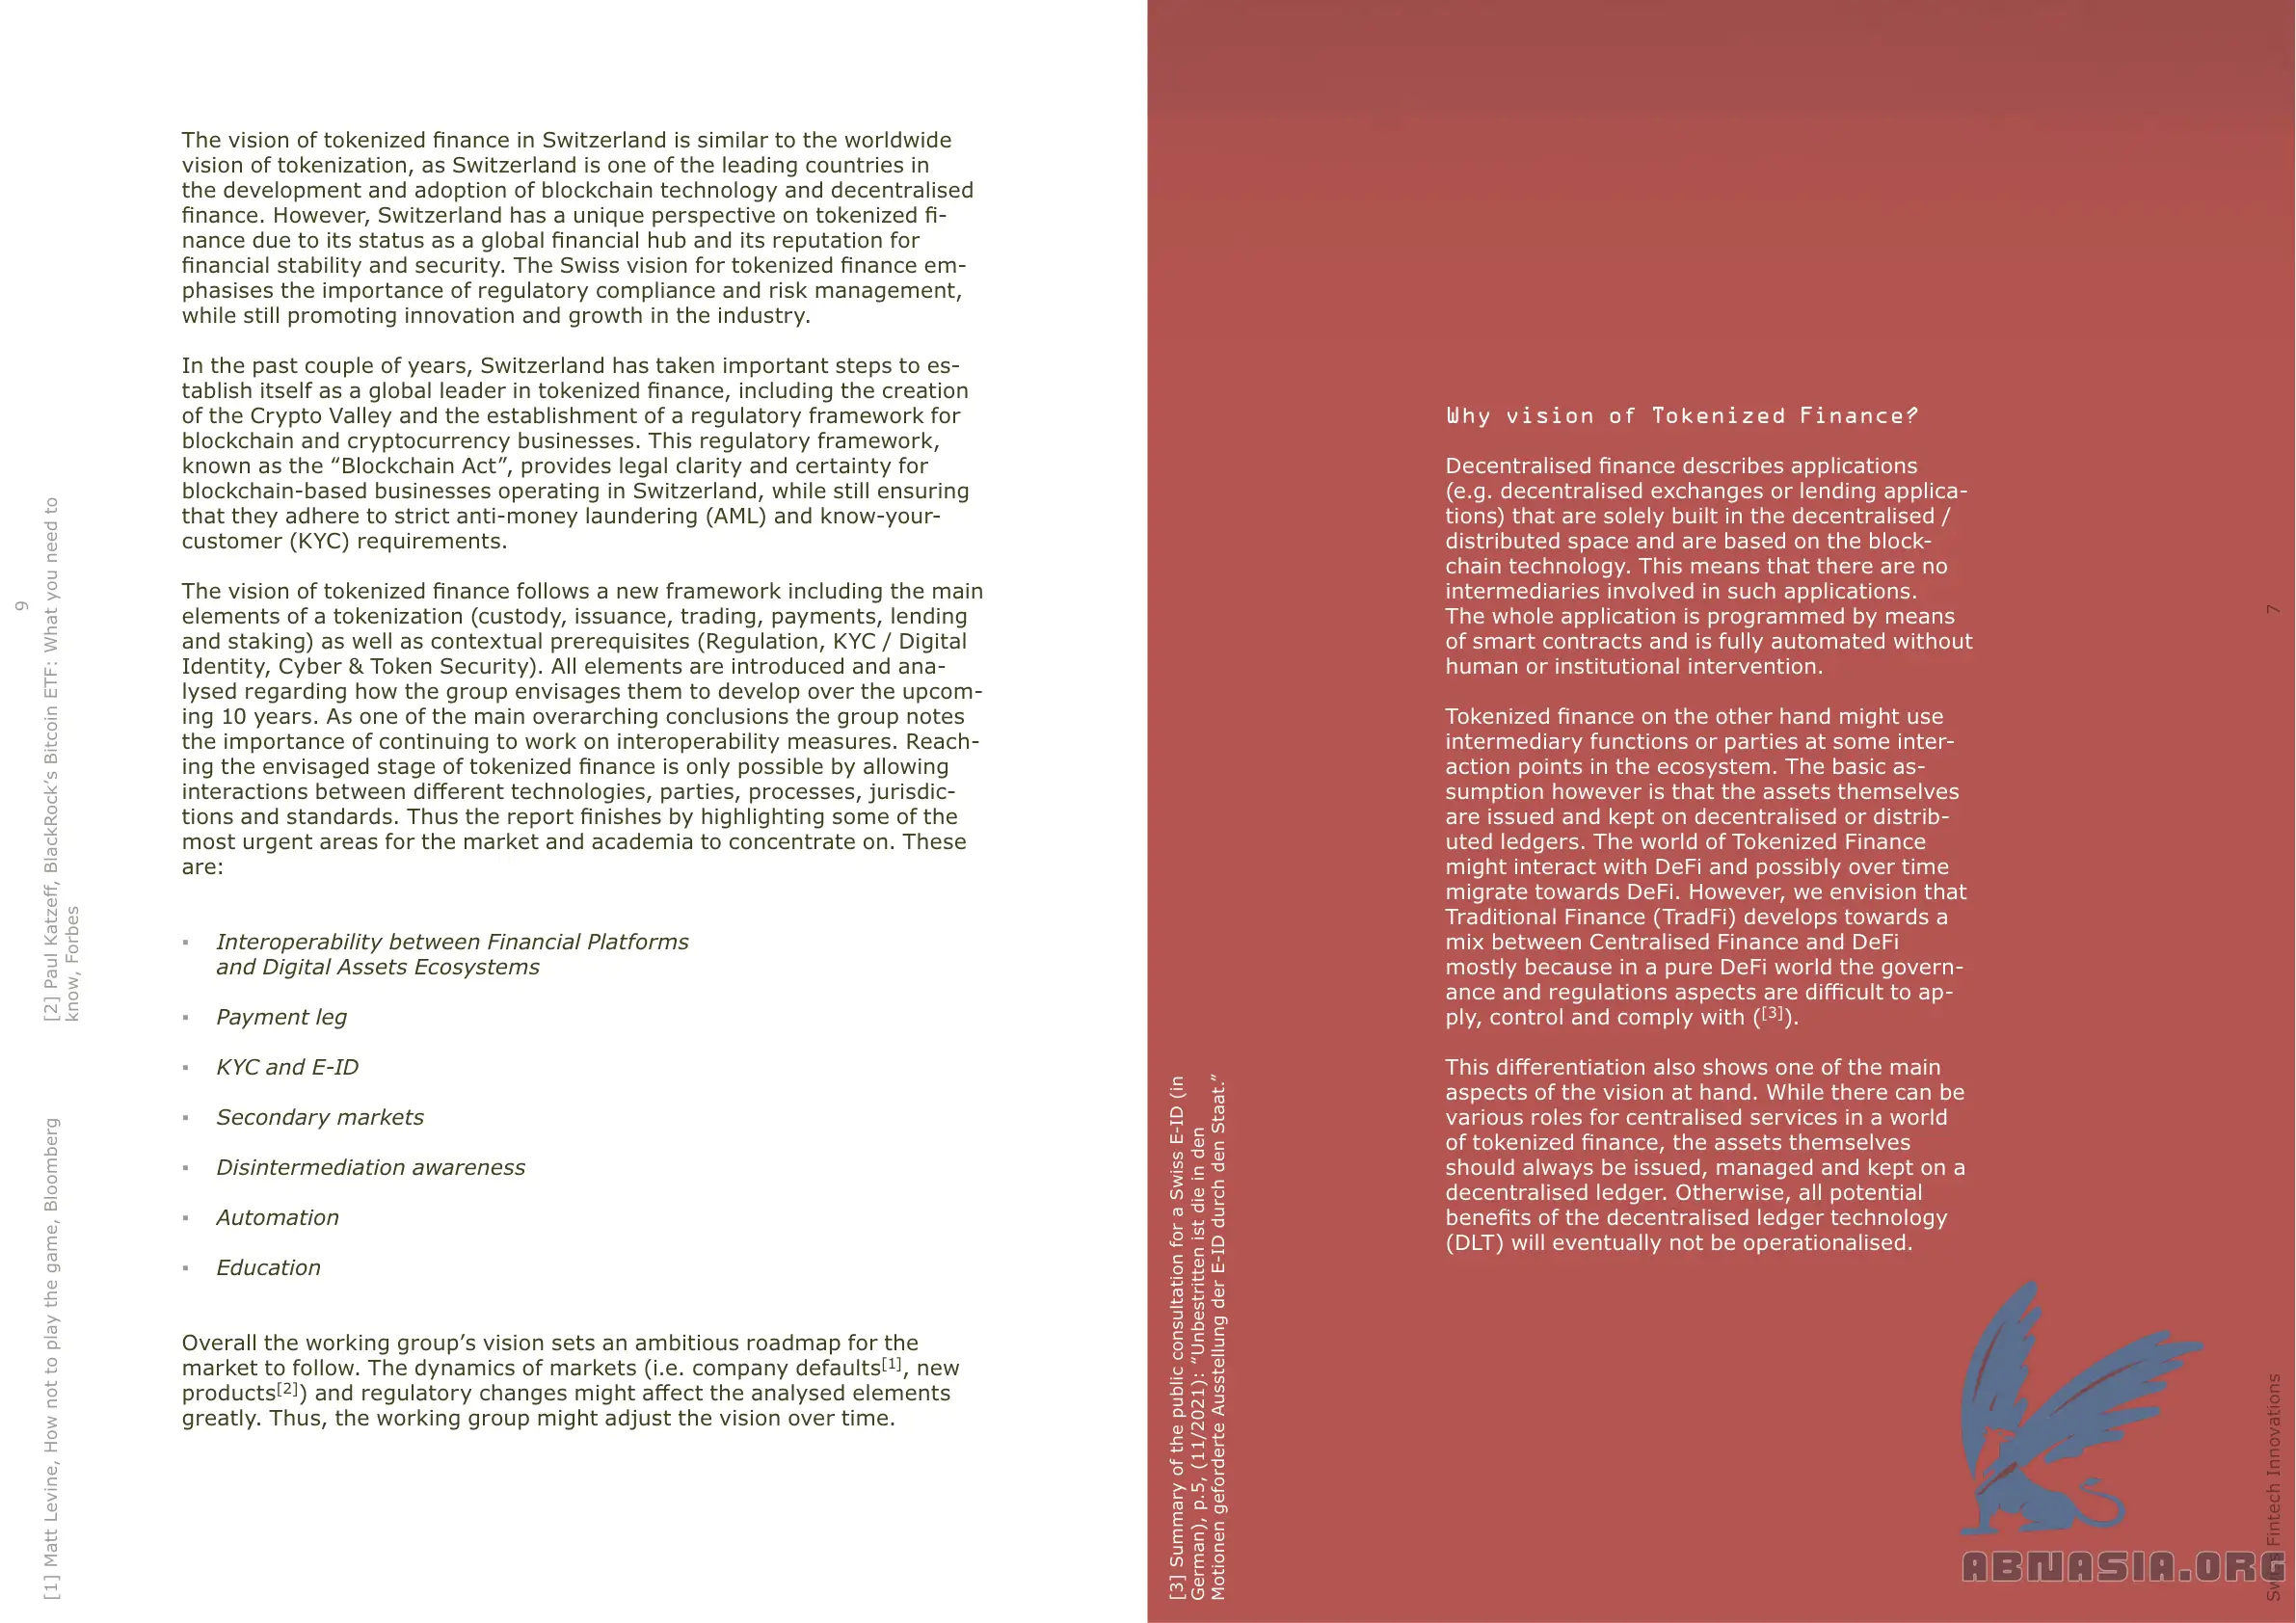 The vision of tokenized finance in Switzerland is similar to the worldwide
vision of tokenization, as Switzerland is one of the leading countries in
the development and adoption of blockchain technology and decentralised
finance. However, Switzerland has a unique perspective on tokenized fi-
nance due to its status as a global financial hub and its reputation for
financial stability and security. The Swiss vision for tokenized finance em-
phasises the importance of regulatory compliance and risk management,
while still promoting innovation and growth in the industry.
In the past couple of years, Switzerland has taken important steps to es-
tablish itself as a global leader in tokenized finance, including the creation
of the Crypto Valley and the establishment of a regulatory framework for
blockchain and cryptocurrency businesses. This regulatory framework,
known as the “Blockchain Act”, provides legal clarity and certainty for
blockchain-based businesses operating in Switzerland, while still ensuring
that they adhere to strict anti-money laundering (AML) and know-your-
customer (KYC) requirements.
The vision of tokenized finance follows a new framework including the main
elements of a tokenization (custody, issuance, trading, payments, lending
and staking) as well as contextual prerequisites (Regulation, KYC / Digital
Identity, Cyber & Token Security). All elements are introduced and ana-
lysed regarding how the group envisages them to develop over the upcom-
ing 10 years. As one of the main overarching conclusions the group notes
the importance of continuing to work on interoperability measures. Reach-
ing the envisaged stage of tokenized finance is only possible by allowing
interactions between different technologies, parties, processes, jurisdic-
tions and standards. Thus the report finishes by highlighting some of the
most urgent areas for the market and academia to concentrate on. These
are:
▪ Interoperability between Financial Platforms
and Digital Assets Ecosystems
▪ Payment leg
▪ KYC and E-ID
▪ Secondary markets
▪ Disintermediation awareness
▪ Automation
▪ Education
Overall the working group’s vision sets an ambitious roadmap for the
market to follow. The dynamics of markets (i.e. company defaults[1], new
products[2]) and regulatory changes might affect the analysed elements
greatly. Thus, the working group might adjust the vision over time.
9
[1] Matt Levine, How not to play the game, Bloomberg
[2] Paul Katzeff, BlackRock’s Bitcoin ETF: What you need to
know, Forbes
Why vision of Tokenized Finance?
Decentralised finance describes applications
(e.g. decentralised exchanges or lending applica-
tions) that are solely built in the decentralised /
distributed space and are based on the block-
chain technology. This means that there are no
intermediaries involved in such applications.
The whole application is programmed by means
of smart contracts and is fully automated without
human or institutional intervention.
Tokenized finance on the other hand might use
intermediary functions or parties at some inter-
action points in the ecosystem. The basic as-
sumption however is that the assets themselves
are issued and kept on decentralised or distrib-
uted ledgers. The world of Tokenized Finance
might interact with DeFi and possibly over time
migrate towards DeFi. However, we envision that
Traditional Finance (TradFi) develops towards a
mix between Centralised Finance and DeFi
mostly because in a pure DeFi world the govern-
ance and regulations aspects are difficult to ap-
ply, control and comply with ([3]).
This differentiation also shows one of the main
aspects of the vision at hand. While there can be
various roles for centralised services in a world
of tokenized finance, the assets themselves
should always be issued, managed and kept on a
decentralised ledger. Otherwise, all potential
benefits of the decentralised ledger technology
(DLT) will eventually not be operationalised.
[3] Summary of the public consultation for a Swiss E-ID (in
German), p.5, (11/2021): “Unbestritten ist die in den
Motionen geforderte Ausstellung der E-ID durch den Staat.”
7
Swiss Fintech Innovations
ABNASIA.ORG